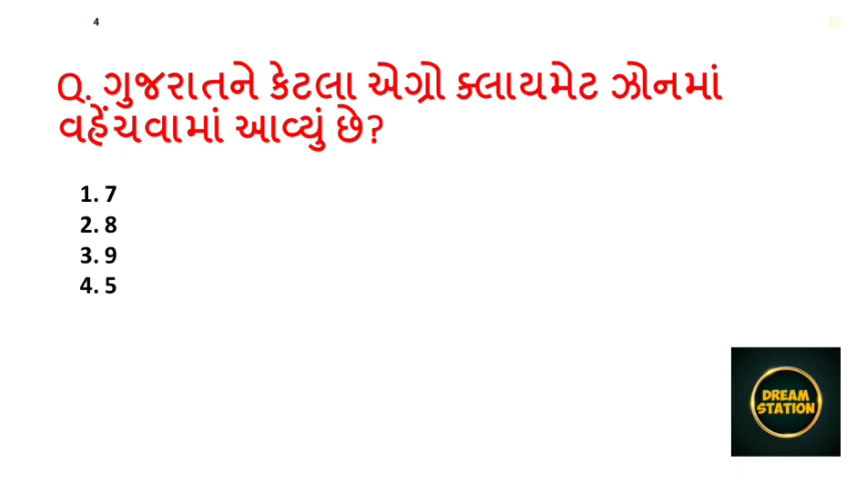 4
Q. ગુજરાતને કેટલા એગ્રો ક્લાયમેટ ઝોનમાં
વહેંચવામાં આવ્યું છે?
1. 7
2. 8
3. 9
4. 5
DREAM
STATION